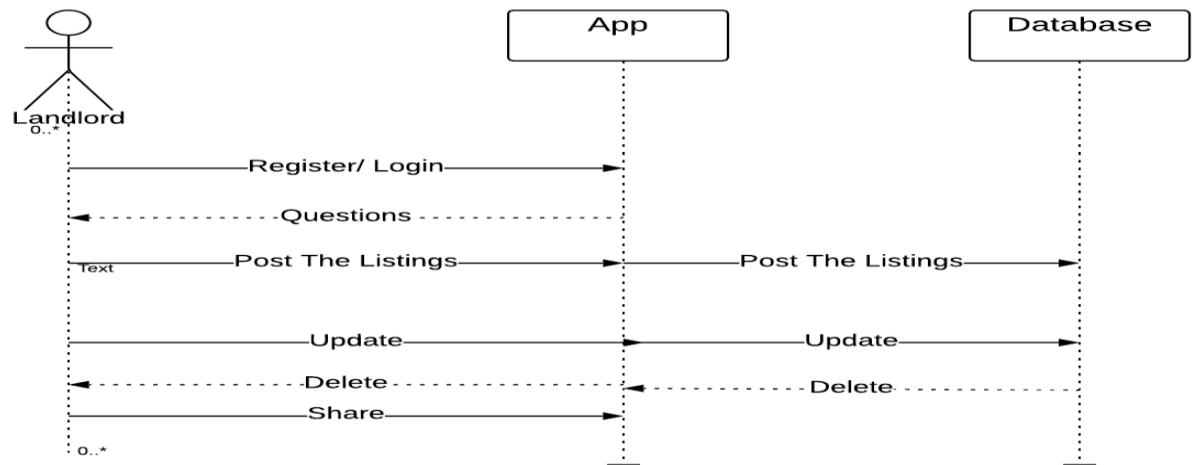 App
Database
Landlord
0..*
Register/ Login
Questions
Text
Post The Listings
Post The Listings
Update
Update
Delete
Delete
Share
0..*